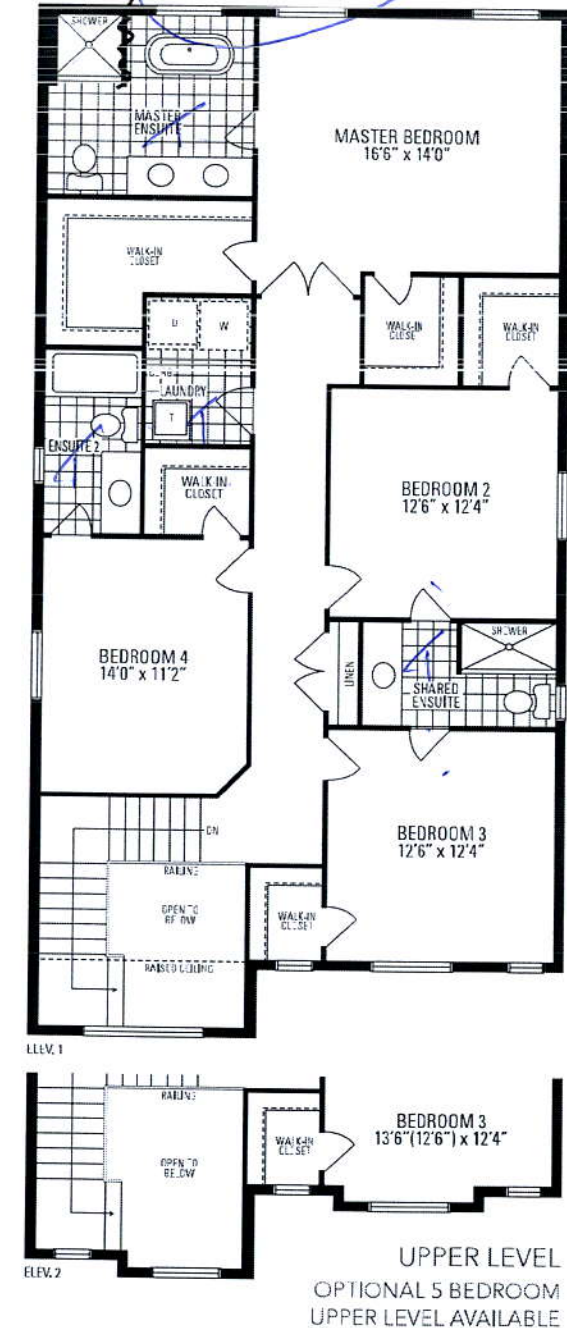 SHOWER
MASTER
ENSUITE
MASTER BEDROOM
16'6" x 14'0"
WALK-IN
CLOSET
D
W
WALK-IN
CLOSE
WALK-IN
CLOSET
LAUNDRY
T
ENSUITE 2
WALK-IN
CLOSET
BEDROOM 2
12'6" x 12'4"
BEDROOM 4
14'0" x 11'2"
LINEN
SHOWER
SHARED
ENSUITE
BEDROOM 3
12'6" x 12'4"
DN
RAILING
OPEN TO
BELOW
WALK-IN
CLOSET
RAISED CEILING
ELEV. 1
RAILING
OPEN TO
BELOW
WALK-IN
CLOSET
BEDROOM 3
13'6"(12'6") x 12'4"
ELEV. 2
UPPER LEVEL
OPTIONAL 5 BEDROOM
UPPER LEVEL AVAILABLE